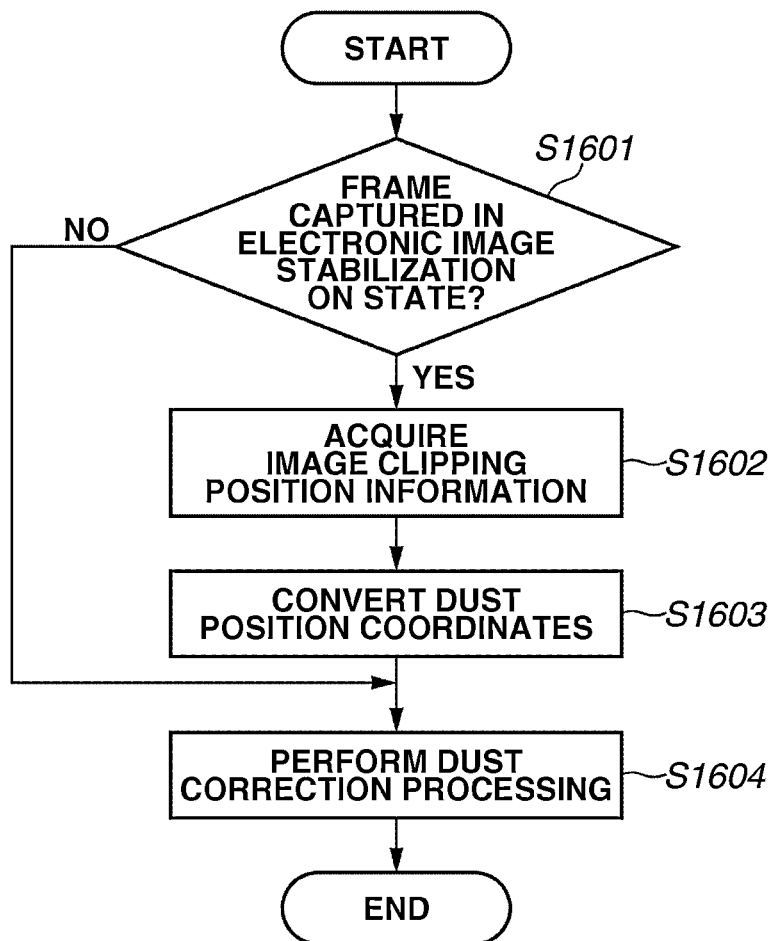 START
S1601
FRAME
CAPTURED IN
ELECTRONIC IMAGE
STABILIZATION
ON STATE?
NO
YES
ACQUIRE
IMAGE CLIPPING
POSITION INFORMATION
S1602
CONVERT DUST
POSITION COORDINATES
S1603
PERFORM DUST
CORRECTION PROCESSING
S1604
END